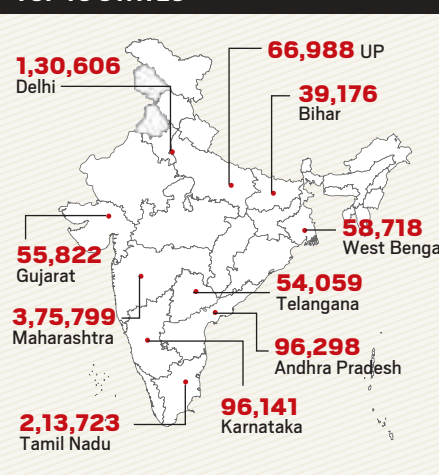 66,988 UP
1,30,606
Delhi
39,176
Bihar
58,718
West Benga
55,822
Gujarat
54,059
Telangana
3,75,799
Maharashtra
96,298
Andhra Pradesh
96,141
Karnataka
2,13,723
Tamil Nadu